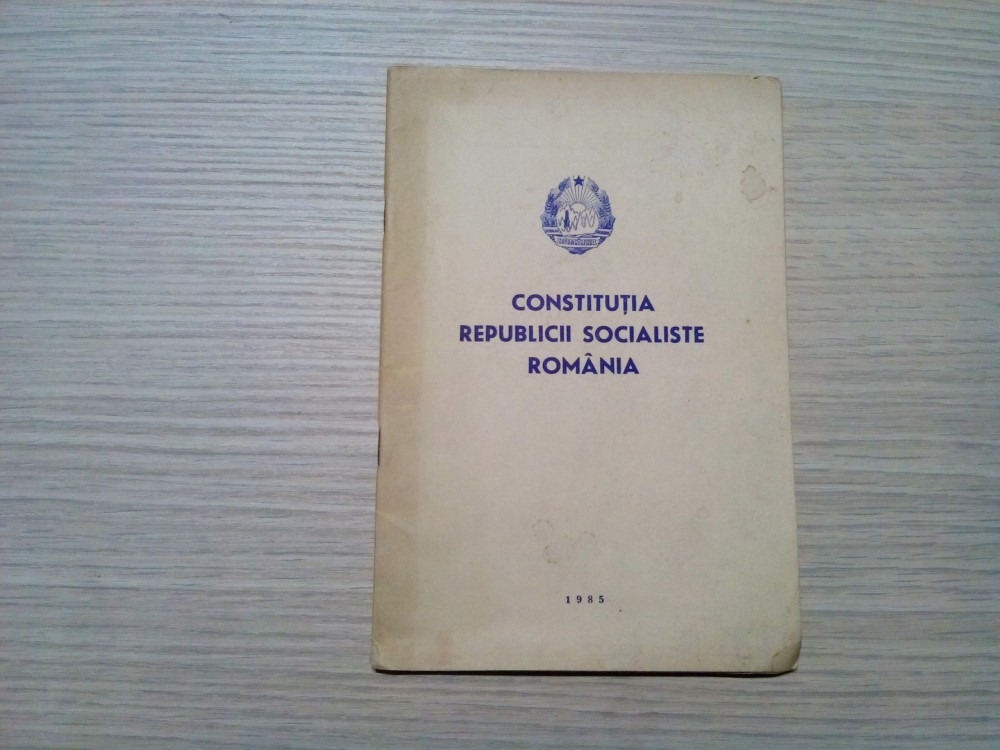 CONSTITUȚIA
REPUBLICII SOCIALISTE
ROMÂNIA
1985